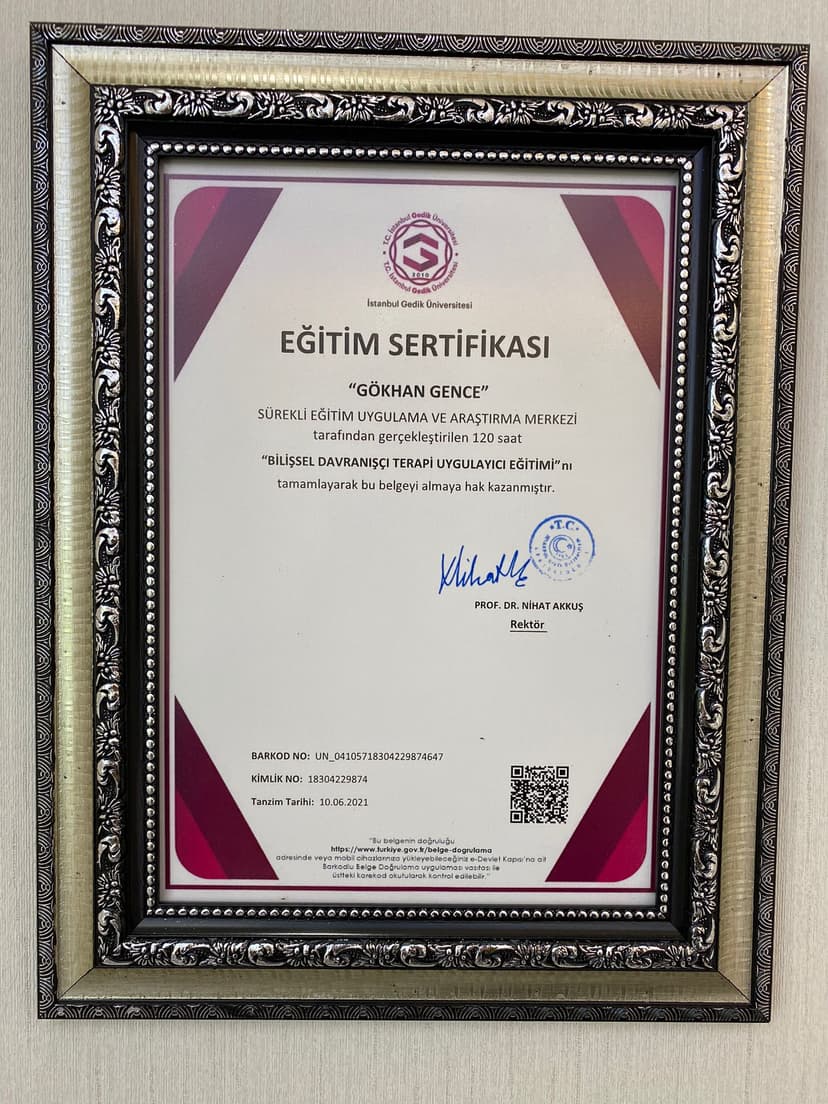 T.C. İstanbul Gedik Üniversitesi
T.C. İstanbul Gedik Üniversitesi
2010
İstanbul Gedik Üniversitesi
EĞİTİM SERTİFİKASI
“GÖKHAN GENCE”
SÜREKLİ EĞİTİM UYGULAMA VE ARAŞTIRMA MERKEZİ
tarafından gerçekleştirilen 120 saat
“BİLİŞSEL DAVRANIŞÇI TERAPİ UYGULAYICI EĞİTİMİ”nı
tamamlayarak bu belgeyi almaya hak kazanmıştır.
T.C.
PROF. DR. NİHAT AKKUŞ
Rektör
BARKOD NO: UN_04105718304229874647
KİMLİK NO: 18304229874
Tanzim Tarihi: 10.06.2021
"Bu belgenin doğruluğu
https://www.turkiye.gov.tr/belge-dogrulama
adresinde veya mobil cihazlarınıza yükleyebileceğiniz e-Devlet Kapısı'na ait
Barkodlu Belge Doğrulama uygulaması vasıtası ile
üstteki karekod okutularak kontrol edilebilir."